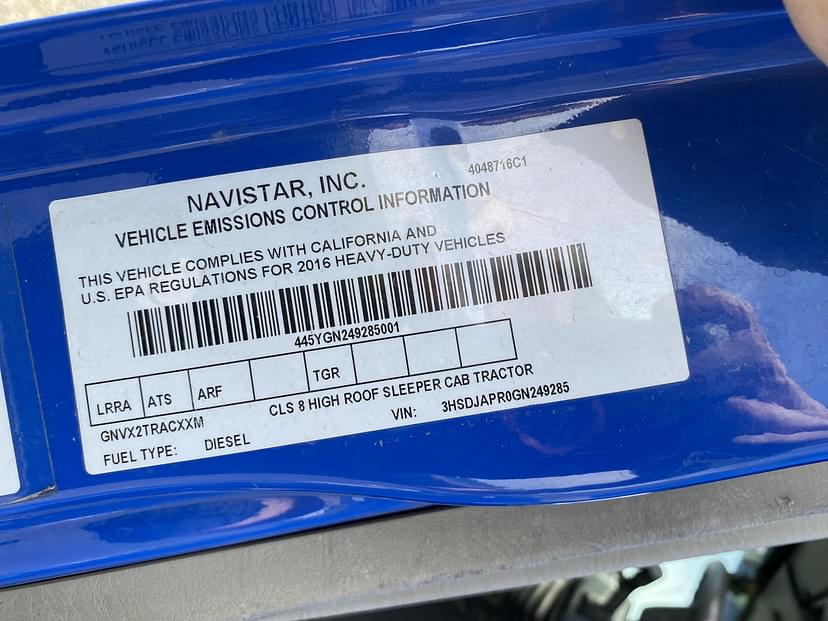 NAVISTAR, INC.
4048716C1
VEHICLE EMISSIONS CONTROL INFORMATION
THIS VEHICLE COMPLIES WITH CALIFORNIA AND
U.S. EPA REGULATIONS FOR 2016 HEAVY-DUTY VEHICLES
445YGN249285001
LRRA ATS ARF TGR
GNVX2TRACXXM CLS 8 HIGH ROOF SLEEPER CAB TRACTOR
FUEL TYPE: DIESEL VIN: 3HSDJAPR0GN249285